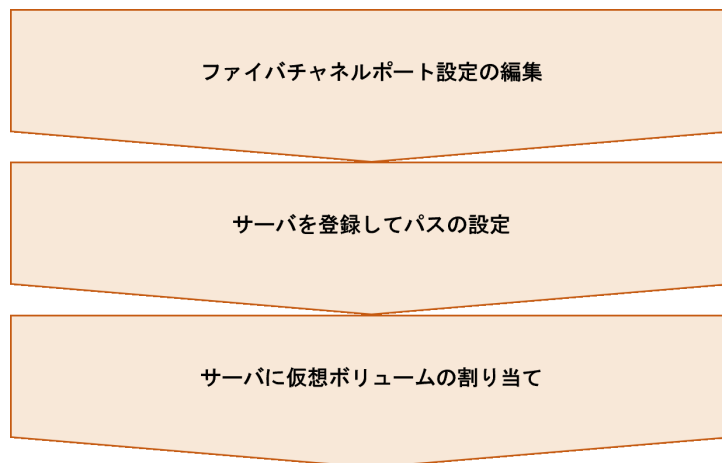 ファイバチャネルポート設定の編集
サーバを登録してパスの設定
サーバに仮想ボリュームの割り当て